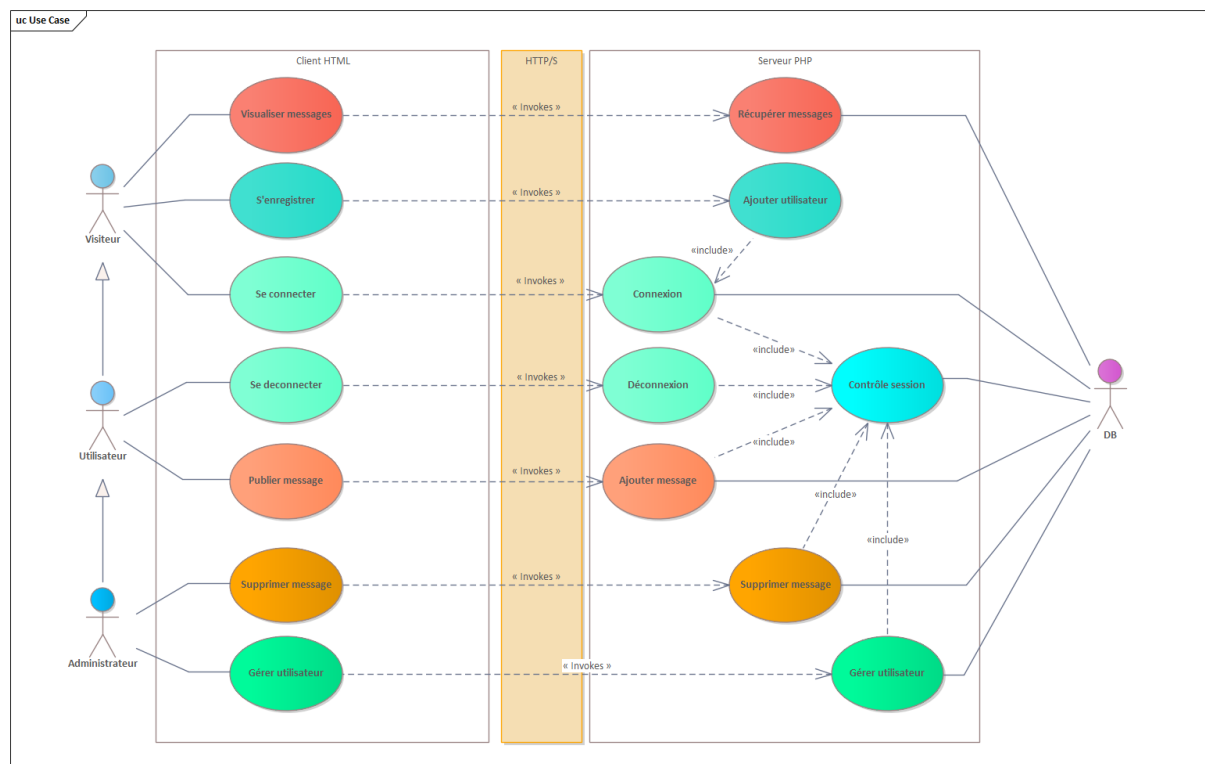 uc Use Case
Client HTML
HTTP/S
Serveur PHP
Visualiser messages
« Invokes »
Récupérer messages
S'enregistrer
« Invokes »
Ajouter utilisateur
Visiteur
«include»
Se connecter
« Invokes »
Connexion
«include»
Se deconnecter
« Invokes »
Déconnexion
«include»
Contrôle session
Utilisateur
DB
«include»
Publier message
« Invokes »
Ajouter message
«include»
«include»
Supprimer message
« Invokes »
Supprimer message
Administrateur
Gérer utilisateur
« Invokes »
Gérer utilisateur